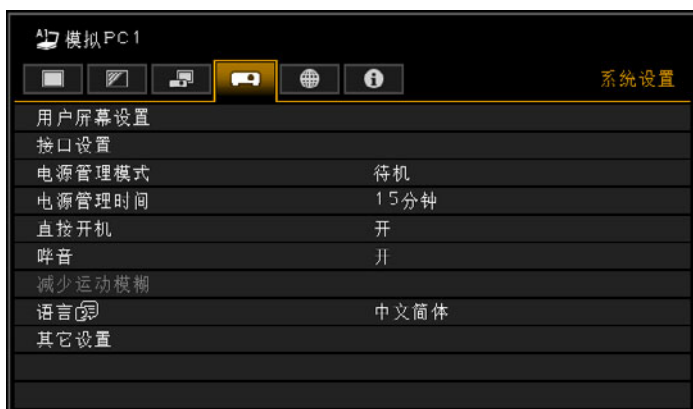 模拟PC1
系统设置
用户屏幕设置
接口设置
电源管理模式 待机
电源管理时间 15分钟
直接开机 开
哔音 开
减少运动模糊
语言 中文简体
其它设置